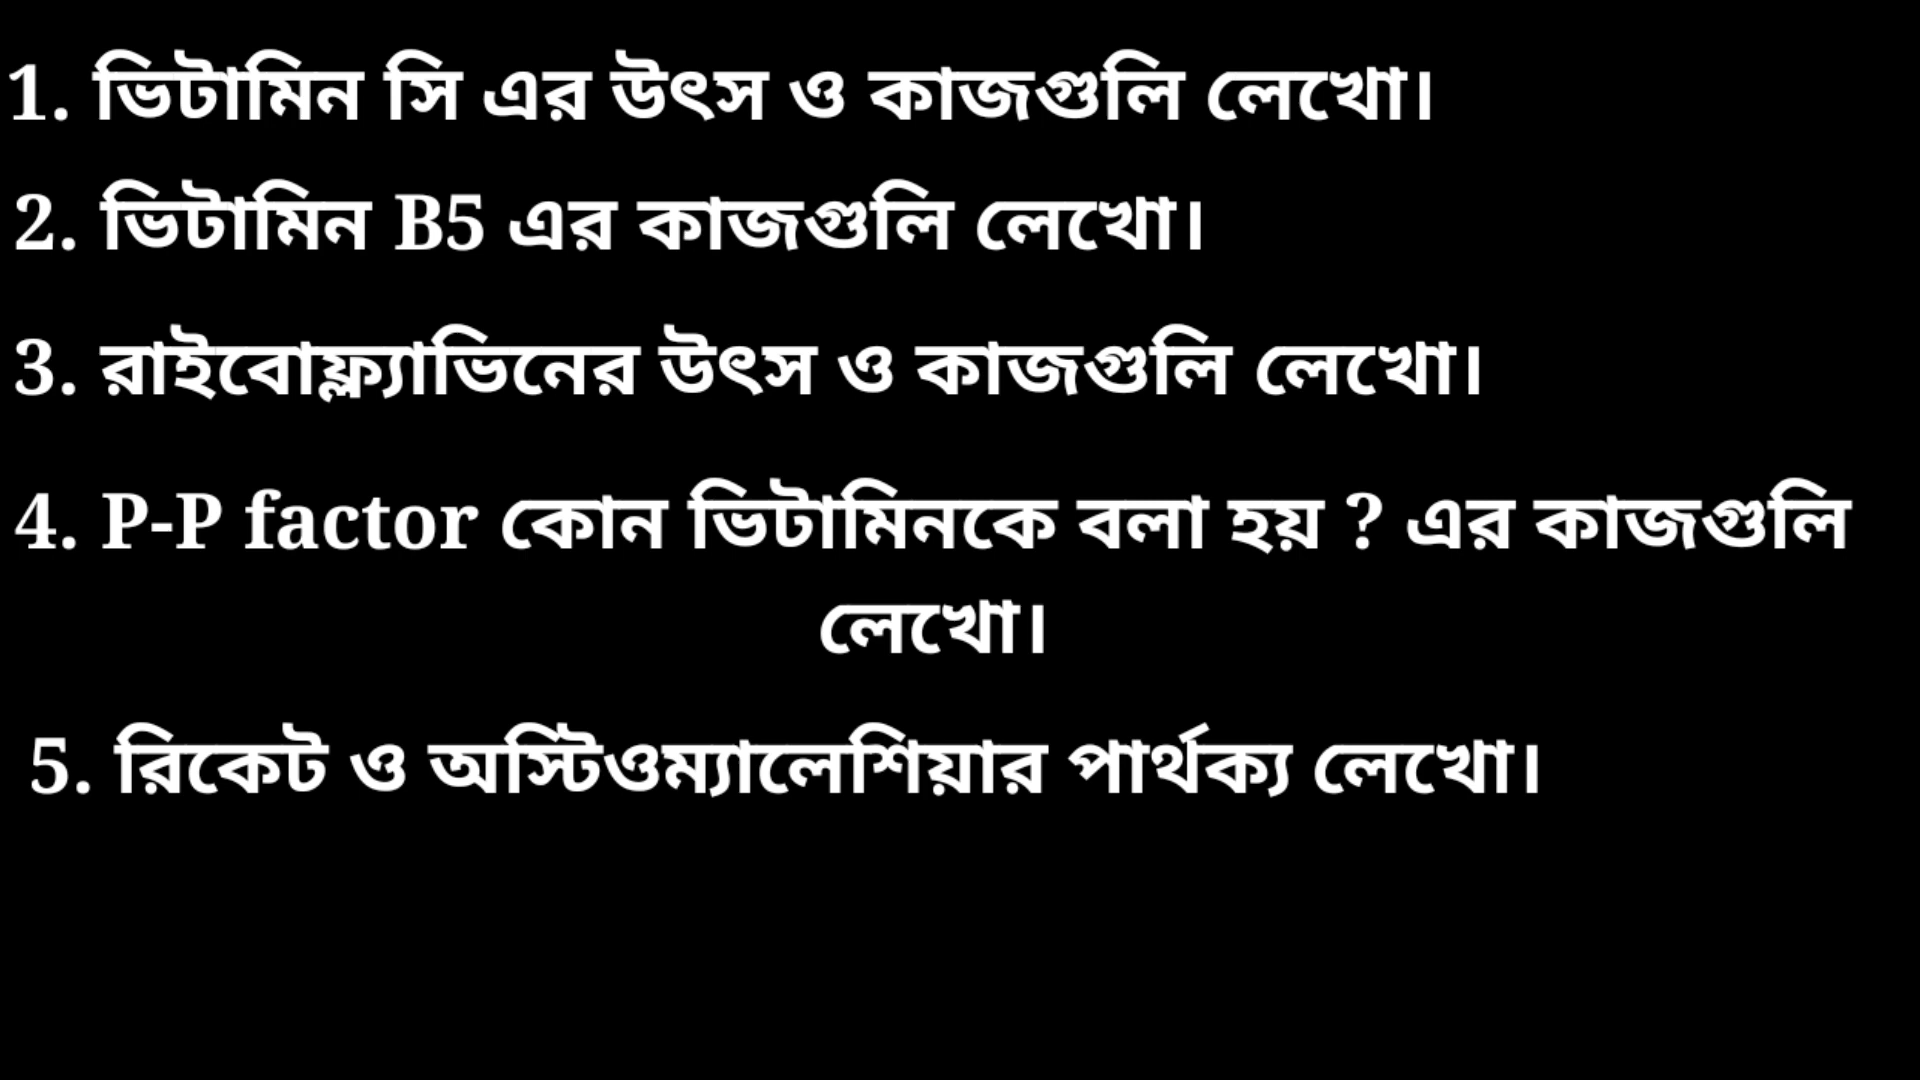 1. ভিটামিন সি এর উৎস ও কাজগুলি লেখো।
2. ভিটামিন B5 এর কাজগুলি লেখো।
3. রাইবোফ্ল্যাভিনের উৎস ও কাজগুলি লেখো।
4. P-P factor কোন ভিটামিনকে বলা হয় ? এর কাজগুলি
লেখো।
5. রিকেট ও অস্টিওম্যালেশিয়ার পার্থক্য লেখো।